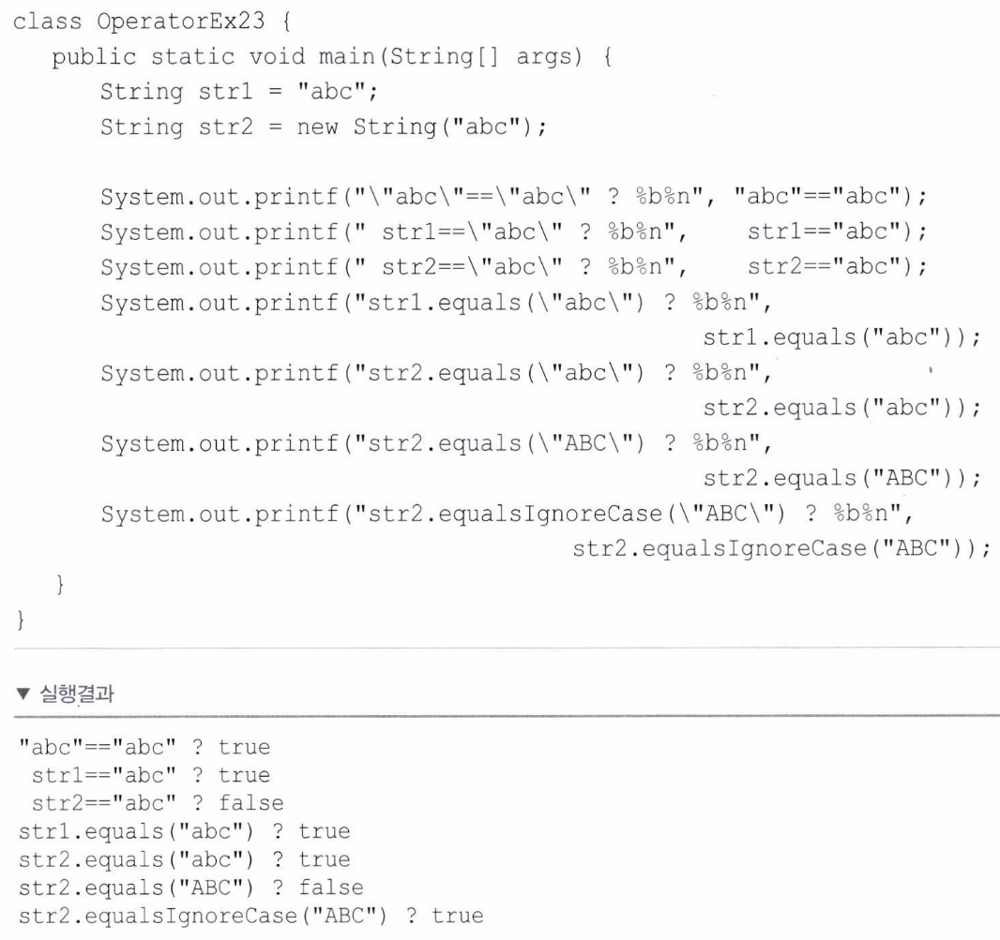 class OperatorEx23 {
public static void main(String[] args) {
String str1 = "abc";
String str2 = new String("abc");
System.out.printf("\"abc\"==\"abc\" ? %b%n", "abc"=="abc");
System.out.printf(" str1==\"abc\" ? %b%n", str1=="abc");
System.out.printf(" str2==\"abc\" ? %b%n", str2=="abc");
System.out.printf("str1.equals(\"abc\") ? %b%n",
str1.equals("abc"));
System.out.printf("str2.equals(\"abc\") ? %b%n",
str2.equals("abc"));
System.out.printf("str2.equals(\"ABC\") ? %b%n",
str2.equals("ABC"));
System.out.printf("str2.equalsIgnoreCase(\"ABC\") ? %b%n",
str2.equalsIgnoreCase("ABC"));
}
}
▼ 실행결과
"abc"=="abc" ? true
str1=="abc" ? true
str2=="abc" ? false
str1.equals("abc") ? true
str2.equals("abc") ? true
str2.equals("ABC") ? false
str2.equalsIgnoreCase("ABC") ? true